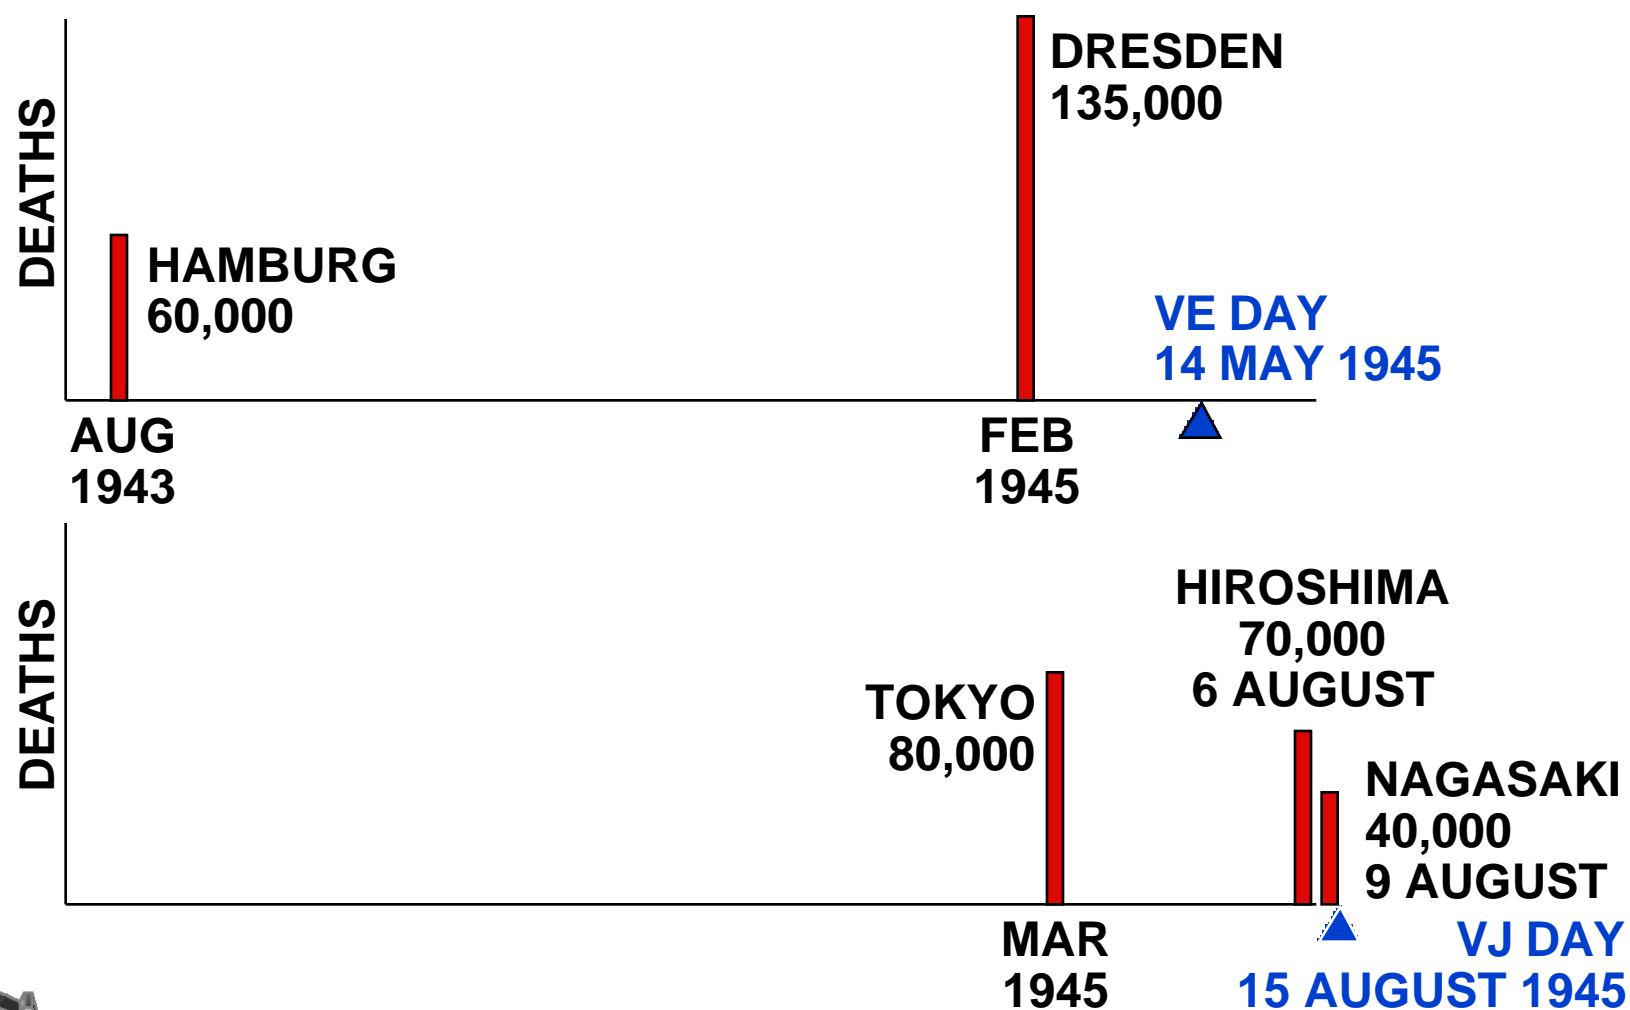 DEATHS
DRESDEN
135,000
HAMBURG
60,000
VE DAY
14 MAY 1945
AUG
1943
FEB
1945
DEATHS
HIROSHIMA
70,000
6 AUGUST
TOKYO
80,000
NAGASAKI
40,000
9 AUGUST
MAR
1945
VJ DAY
15 AUGUST 1945